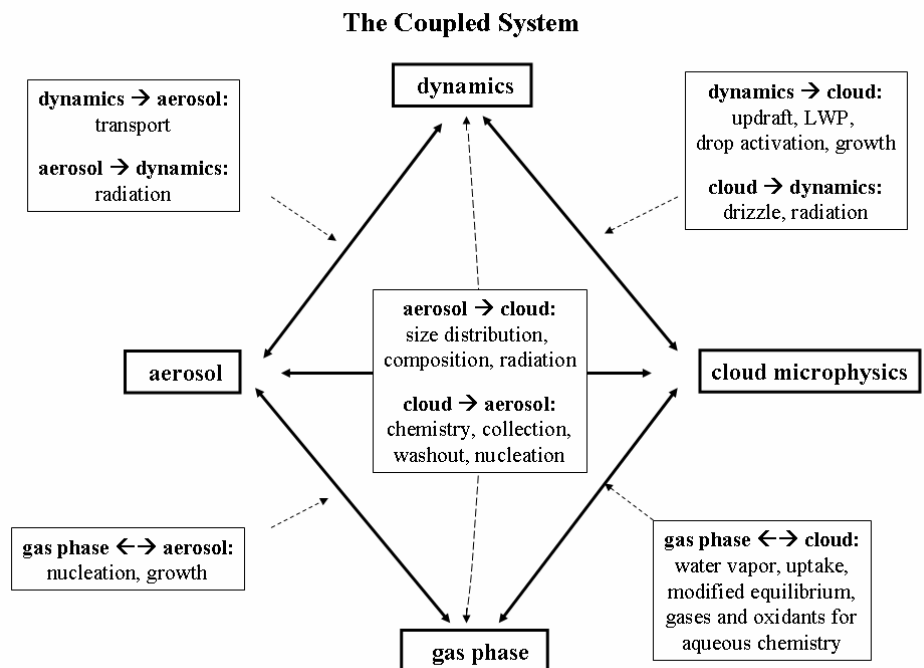 The Coupled System
dynamics
dynamics → aerosol:
transport
aerosol → dynamics:
radiation
dynamics → cloud:
updraft, LWP,
drop activation, growth
cloud → dynamics:
drizzle, radiation
aerosol
aerosol → cloud:
size distribution,
composition, radiation
cloud → aerosol:
chemistry, collection,
washout, nucleation
cloud microphysics
gas phase ←→ aerosol:
nucleation, growth
gas phase ←→ cloud:
water vapor, uptake,
modified equilibrium,
gases and oxidants for
aqueous chemistry
gas phase